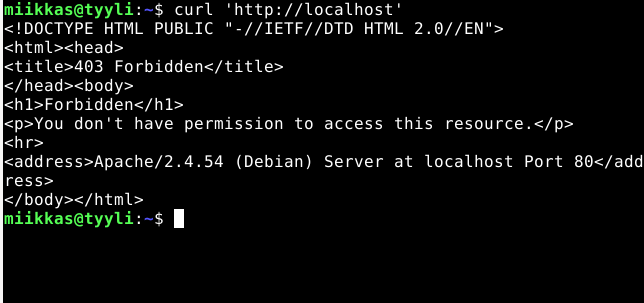 miikkas@tyyli:~$ curl 'http://localhost'
<!DOCTYPE HTML PUBLIC "-//IETF//DTD HTML 2.0//EN">
<html><head>
<title>403 Forbidden</title>
</head><body>
<h1>Forbidden</h1>
<p>You don't have permission to access this resource.</p>
<hr>
<address>Apache/2.4.54 (Debian) Server at localhost Port 80</add
ress>
</body></html>
miikkas@tyyli:~$